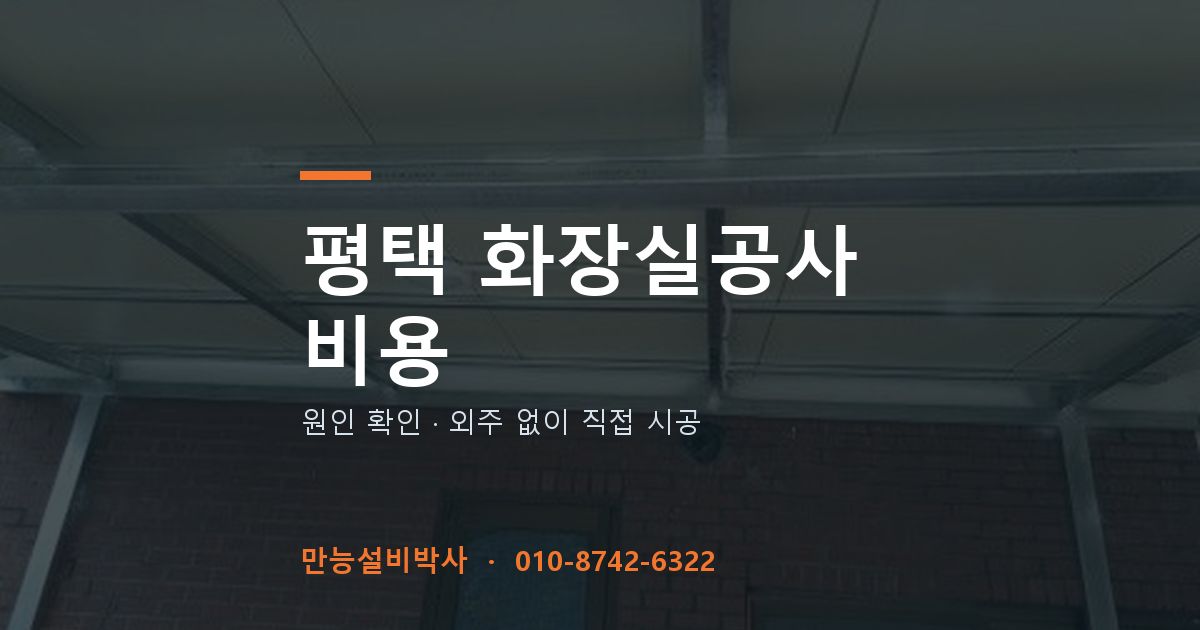 평택 화장실공사
비용
원인 확인 · 외주 없이 직접 시공
만능설비박사 · 010-8742-6322